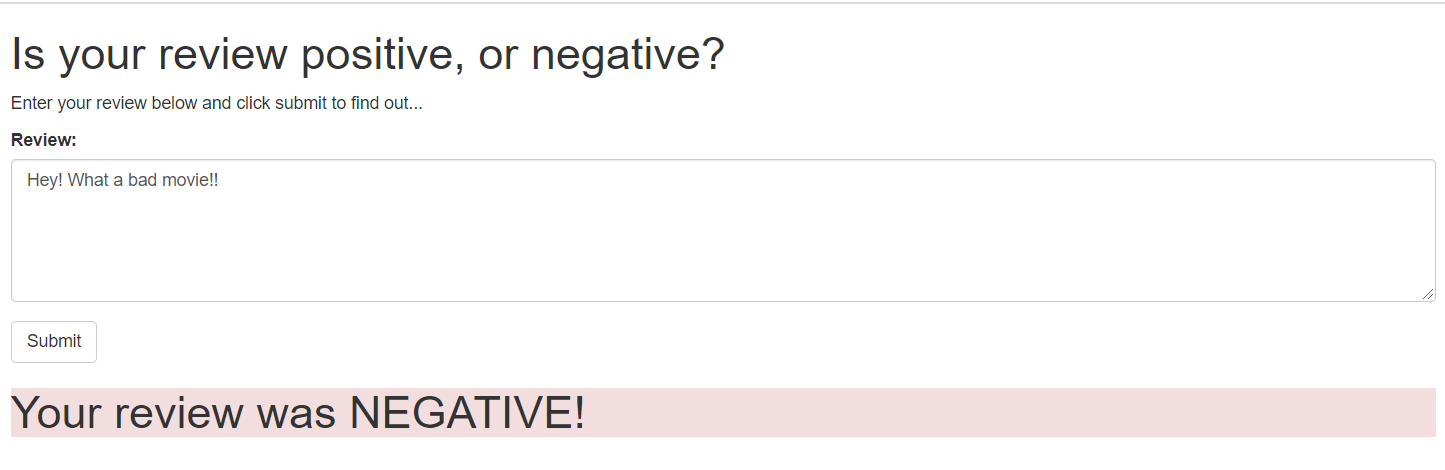 Is your review positive, or negative?
Enter your review below and click submit to find out...
Review:
Hey! What a bad movie!!
Submit
Your review was NEGATIVE!